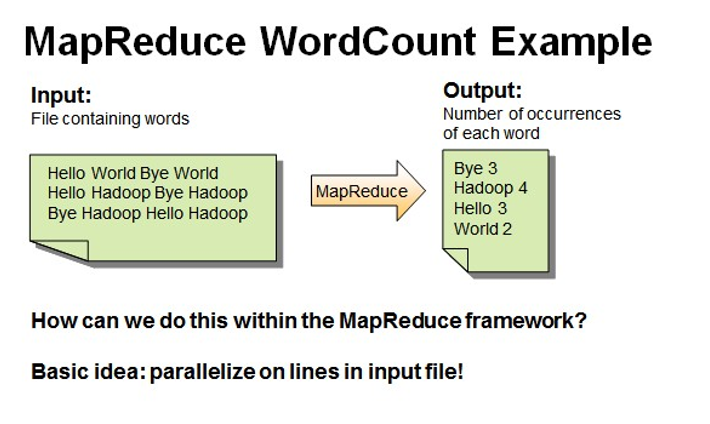 MapReduce WordCount Example
Input:
File containing words
Hello World Bye World
Hello Hadoop Bye Hadoop
Bye Hadoop Hello Hadoop
MapReduce
Output:
Number of occurrences
of each word
Bye 3
Hadoop 4
Hello 3
World 2
How can we do this within the MapReduce framework?
Basic idea: parallelize on lines in input file!